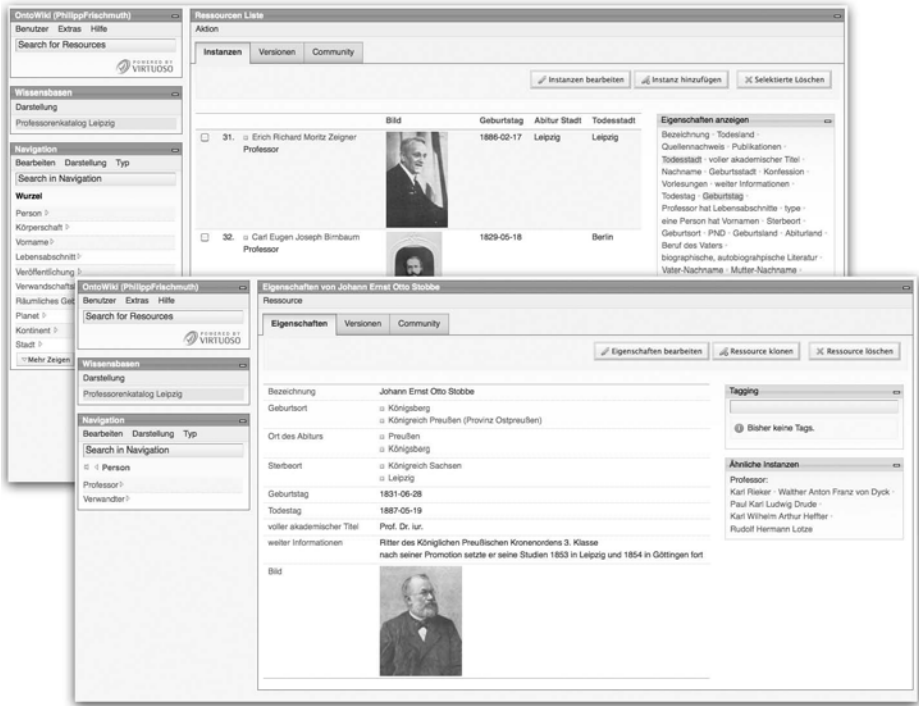 OntoWiki (PhilippFrischmuth)
Benutzer Extras Hilfe
Search for Resources
POWERED BY
VIRTUOSO
Wissensbasen
Darstellung
Professorenkatalog Leipzig
Navigation
Bearbeiten Darstellung Typ
Search in Navigation
Wurzel
Person
Körperschaft
Vorname
Lebensabschnitt
Veröffentlichung
Verwandschafts
Räumliches Geb
Planet
Kontinent
Stadt
Mehr Zeigen
Ressourcen Liste
Aktion
Instanzen Versionen Community
Instanzen bearbeiten Instanz hinzufügen Selektierte Löschen
Bild Geburtstag Abitur Stadt Todesstadt
31. Erich Richard Moritz Zeigner 1886-02-17 Leipzig Leipzig
Professor
32. Carl Eugen Joseph Birnbaum 1829-05-18 Berlin
Professor
Eigenschaften anzeigen
Bezeichnung · Todesland ·
Quellennachweis · Publikationen ·
Todesstadt · voller akademischer Titel ·
Nachname · Geburtsstadt · Konfession ·
Vorlesungen · weiter Informationen ·
Todestag · Geburtstag ·
Professor hat Lebensabschnitte · type ·
eine Person hat Vornamen · Sterbeort ·
Geburtsort · PND · Geburtsland · Abiturland ·
Beruf des Vaters ·
biographische, autobiograhpische Literatur ·
Vater-Nachname · Mutter-Nachname ·
OntoWiki (PhilippFrischmuth)
Benutzer Extras Hilfe
Search for Resources
POWERED BY
VIRTUOSO
Wissensbasen
Darstellung
Professorenkatalog Leipzig
Navigation
Bearbeiten Darstellung Typ
Search in Navigation
Person
Professor
Verwandter
Eigenschaften von Johann Ernst Otto Stobbe
Ressource
Eigenschaften Versionen Community
Eigenschaften bearbeiten Ressource klonen Ressource löschen
Bezeichnung Johann Ernst Otto Stobbe
Geburtsort Königsberg
Königreich Preußen (Provinz Ostpreußen)
Ort des Abiturs Preußen
Königsberg
Sterbeort Königreich Sachsen
Leipzig
Geburtstag 1831-06-28
Todestag 1887-05-19
voller akademischer Titel Prof. Dr. iur.
weiter Informationen Ritter des Königlichen Preußischen Kronenordens 3. Klasse
nach seiner Promotion setzte er seine Studien 1853 in Leipzig und 1854 in Göttingen fort
Bild
Tagging
Bisher keine Tags.
Ähnliche Instanzen
Professor:
Karl Rieker · Walther Anton Franz von Dyck ·
Paul Karl Ludwig Drude ·
Karl Wilhelm Arthur Heffter ·
Rudolf Hermann Lotze